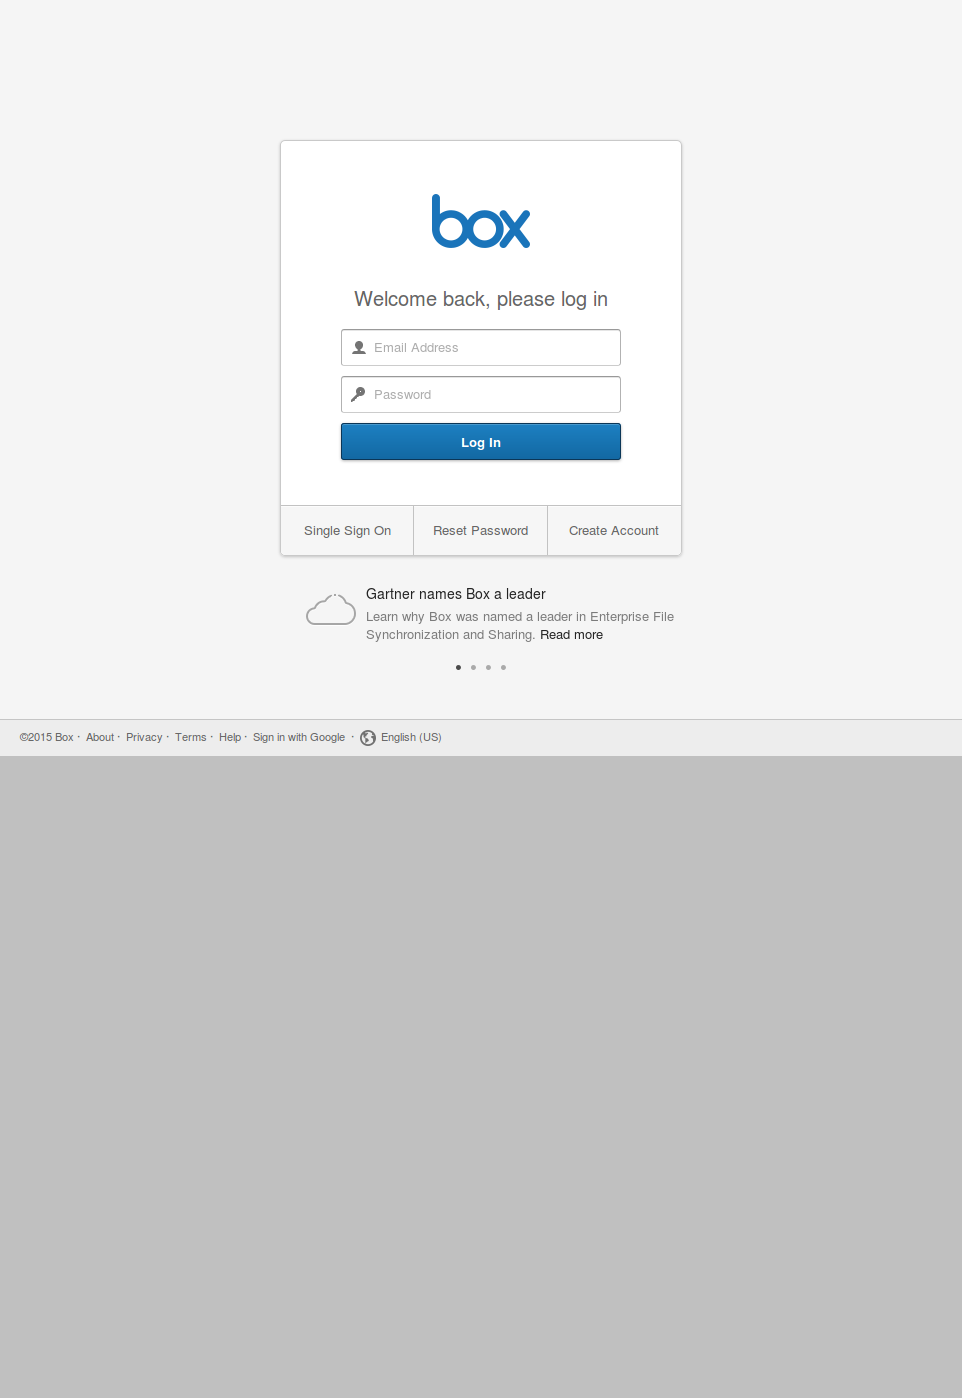 box
Welcome back, please log in
Email Address
Password
Log In
Single Sign On
Reset Password
Create Account
Gartner names Box a leader
Learn why Box was named a leader in Enterprise File
Synchronization and Sharing. Read more
©2015 Box · About · Privacy · Terms · Help · Sign in with Google · English (US)